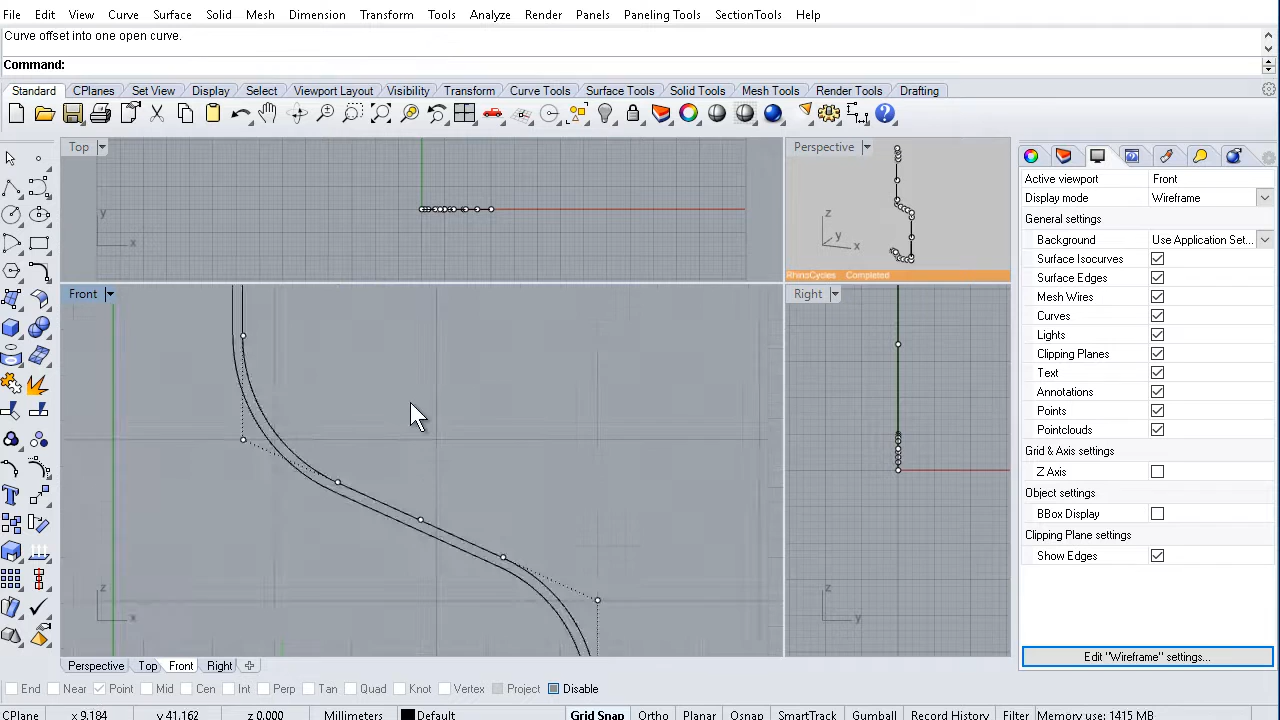 File Edit View Curve Surface Solid Mesh Dimension Transform Tools Analyze Render Panels Paneling Tools SectionTools Help
Curve offset into one open curve.
Command:
Standard CPlanes Set View Display Select Viewport Layout Visibility Transform Curve Tools Surface Tools Solid Tools Mesh Tools Render Tools Drafting
Top
y
x
Perspective
z
y
x
RhinoCycles Completed
Front
z
x
Right
z
y
Active viewport Front
Display mode Wireframe
General settings
Background Use Application Set...
Surface Isocurves
Surface Edges
Mesh Wires
Curves
Lights
Clipping Planes
Text
Annotations
Points
Pointclouds
Grid & Axis settings
Z Axis
Object settings
BBox Display
Clipping Plane settings
Show Edges
Edit "Wireframe" settings...
Perspective Top Front Right
End Near Point Mid Cen Int Perp Tan Quad Knot Vertex Project Disable
CPlane x 9.184 y 41.162 z 0.000 Millimeters Default Grid Snap Ortho Planar Osnap SmartTrack Gumball Record History Filter Memory use: 1415 MB